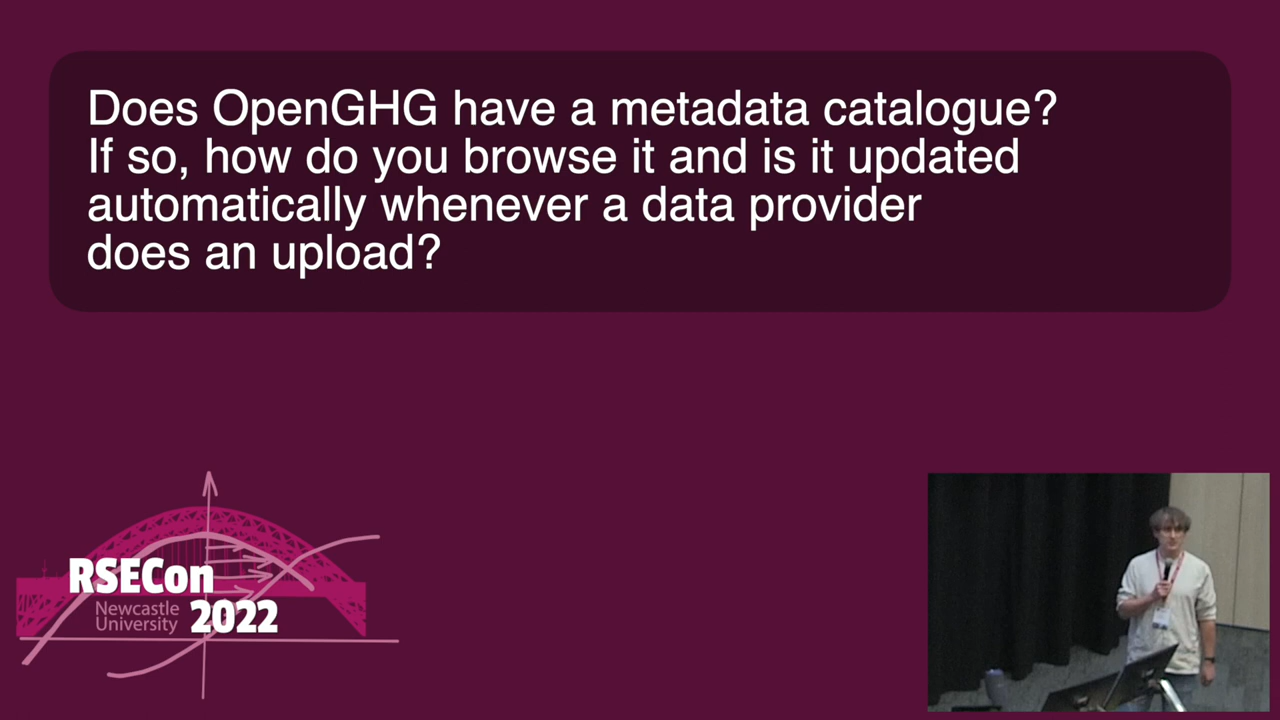 Does OpenGHG have a metadata catalogue?
If so, how do you browse it and is it updated
automatically whenever a data provider
does an upload?
RSECon
Newcastle
University
2022